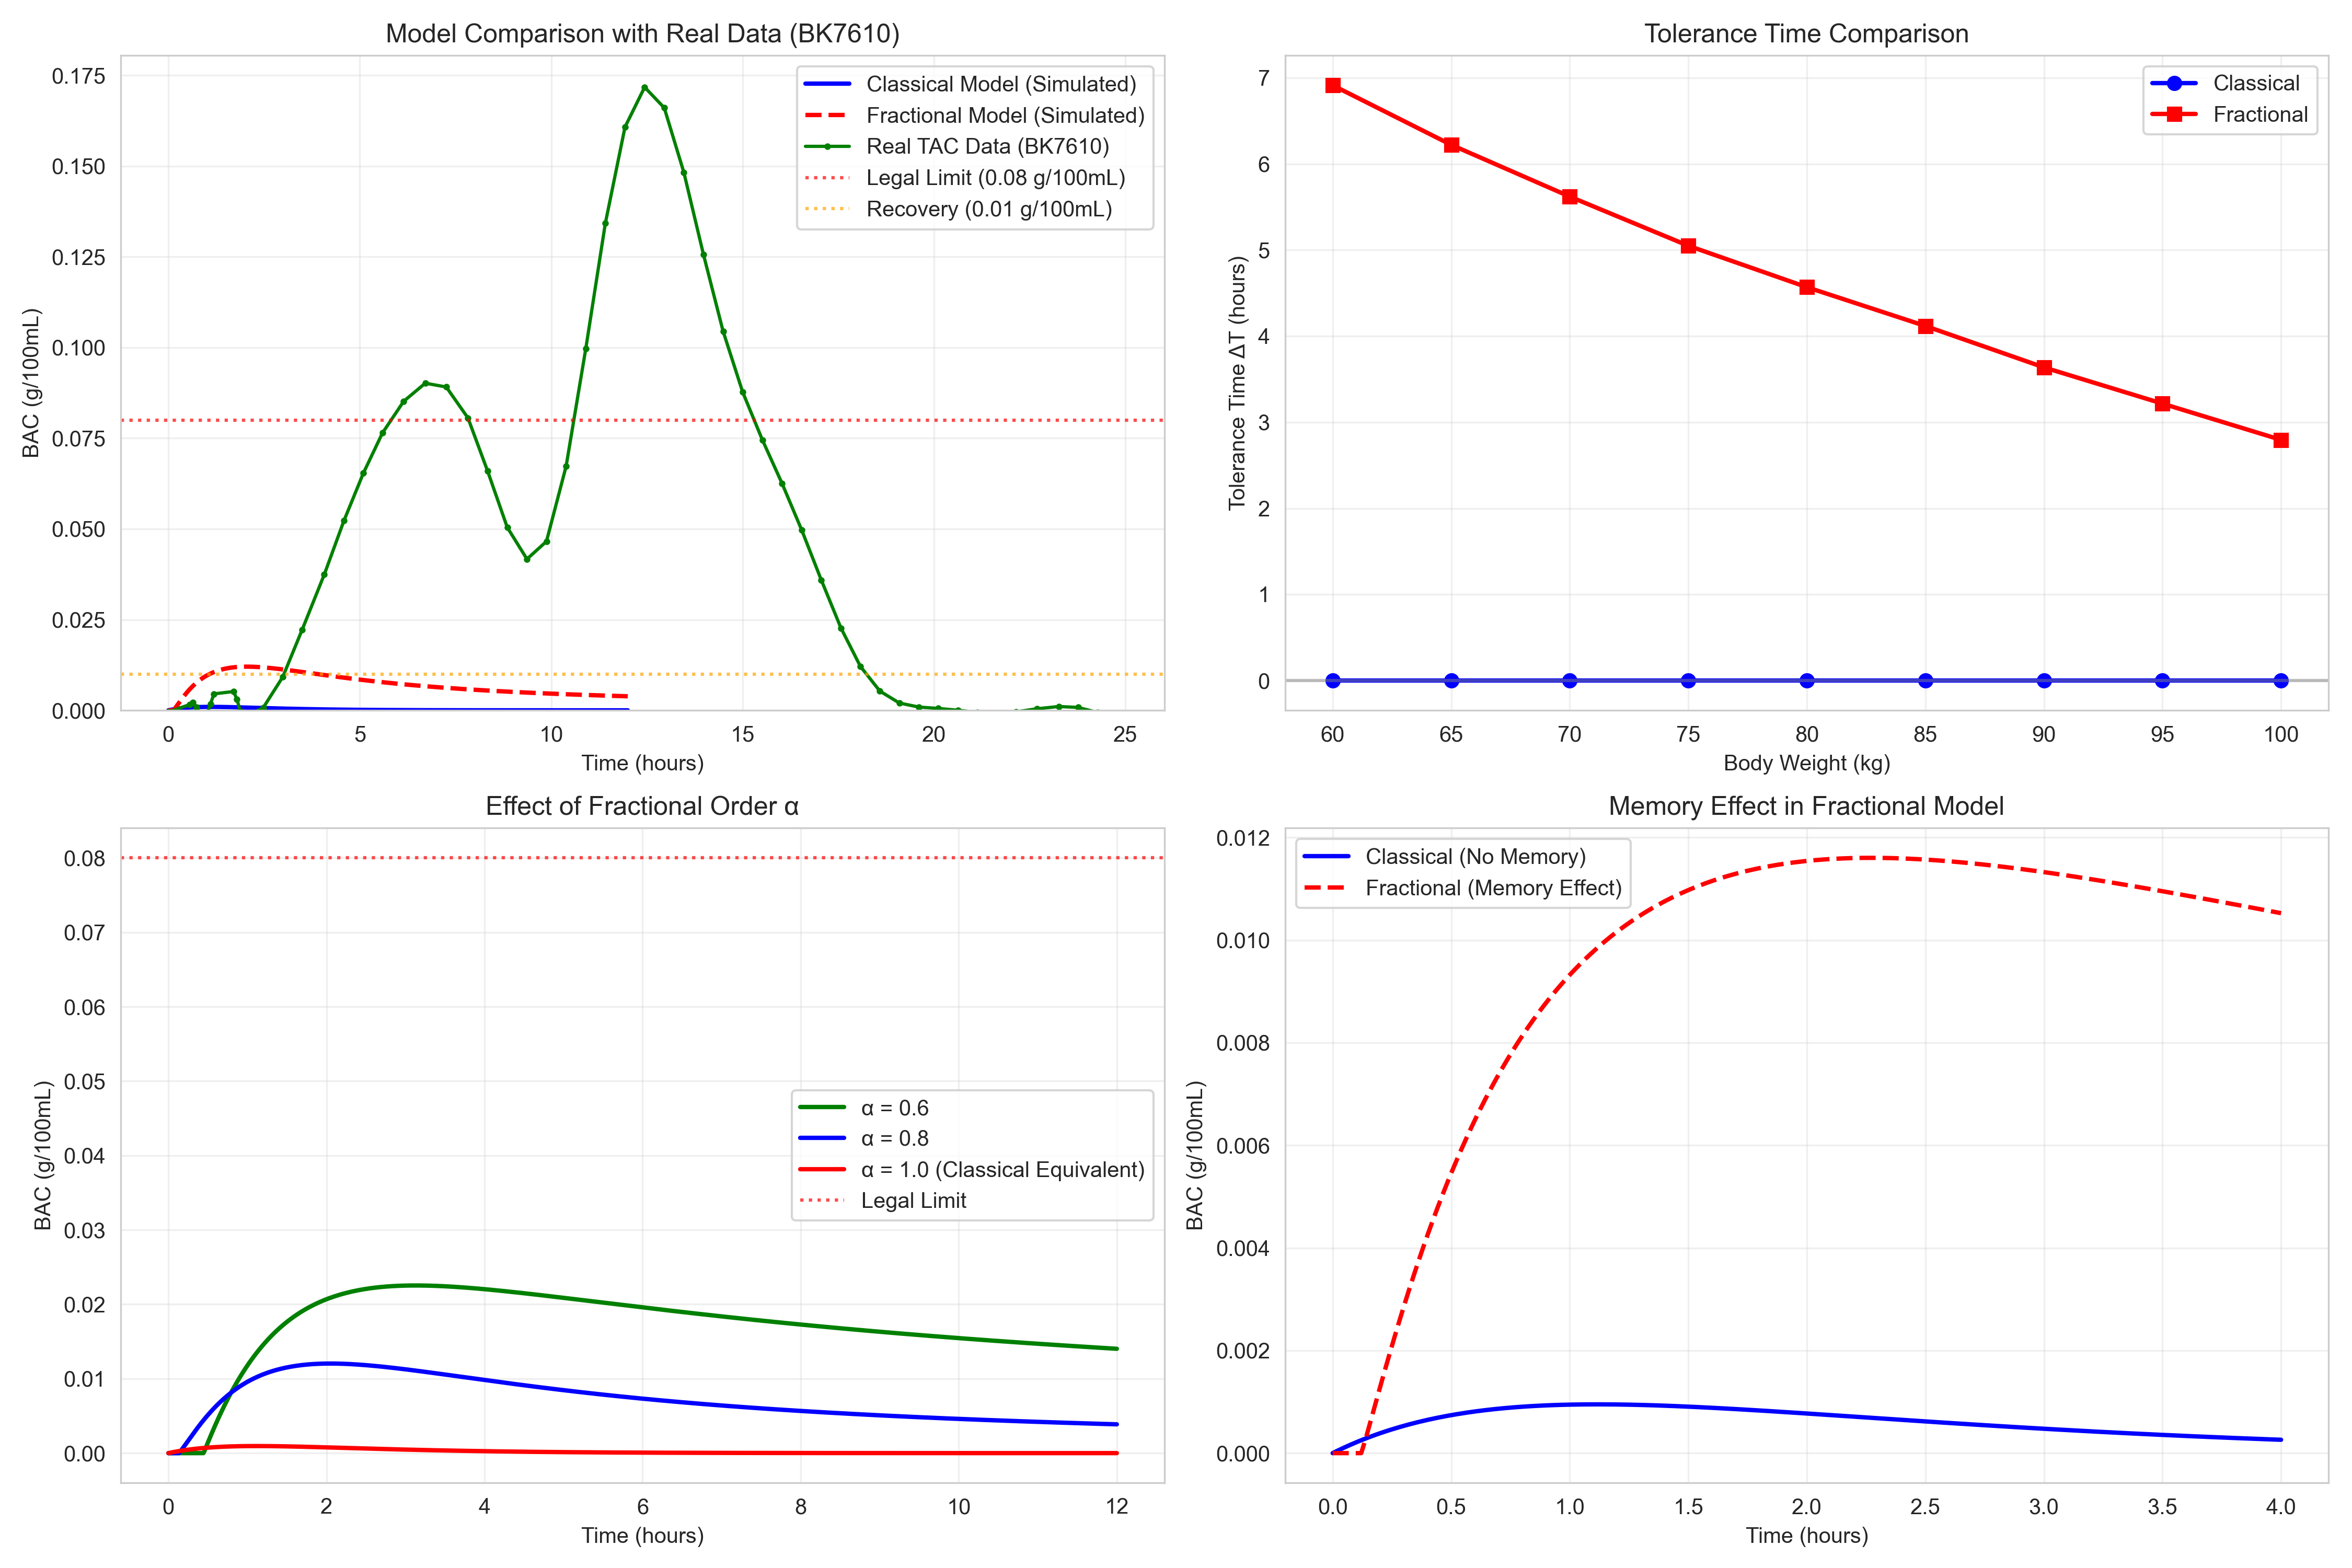 Model Comparison with Real Data (BK7610)
BAC (g/100mL)
0.175
0.150
0.125
0.100
0.075
0.050
0.025
0.000
Classical Model (Simulated)
Fractional Model (Simulated)
Real TAC Data (BK7610)
Legal Limit (0.08 g/100mL)
Recovery (0.01 g/100mL)
0 5 10 15 20 25
Time (hours)
Tolerance Time Comparison
Tolerance Time ΔT (hours)
7
6
5
4
3
2
1
0
Classical
Fractional
60 65 70 75 80 85 90 95 100
Body Weight (kg)
Effect of Fractional Order α
BAC (g/100mL)
0.08
0.07
0.06
0.05
0.04
0.03
0.02
0.01
0.00
α = 0.6
α = 0.8
α = 1.0 (Classical Equivalent)
Legal Limit
0 2 4 6 8 10 12
Time (hours)
Memory Effect in Fractional Model
BAC (g/100mL)
0.012
0.010
0.008
0.006
0.004
0.002
0.000
Classical (No Memory)
Fractional (Memory Effect)
0.0 0.5 1.0 1.5 2.0 2.5 3.0 3.5 4.0
Time (hours)